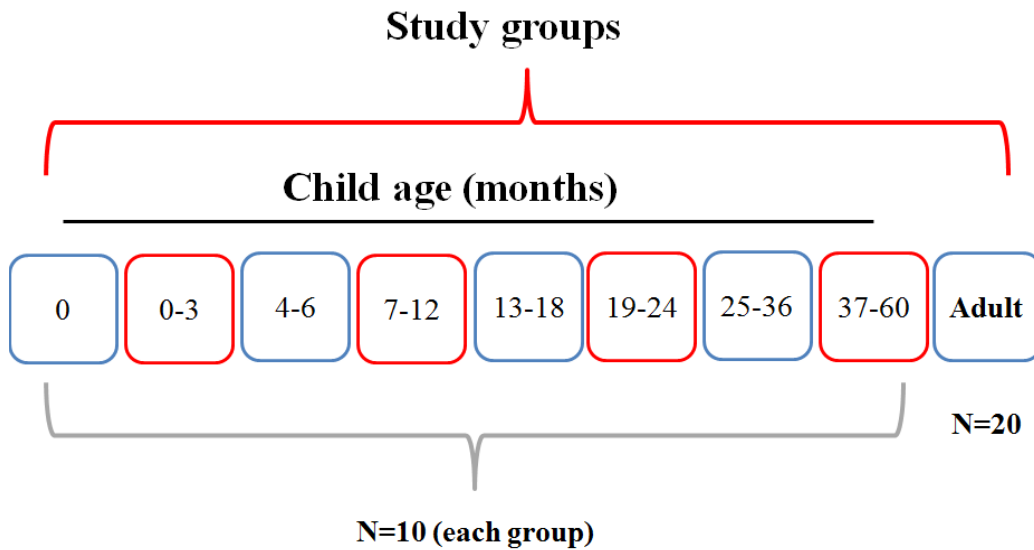 Study groups
Child age (months)
0 0-3 4-6 7-12 13-18 19-24 25-36 37-60 Adult
N=20
N=10 (each group)